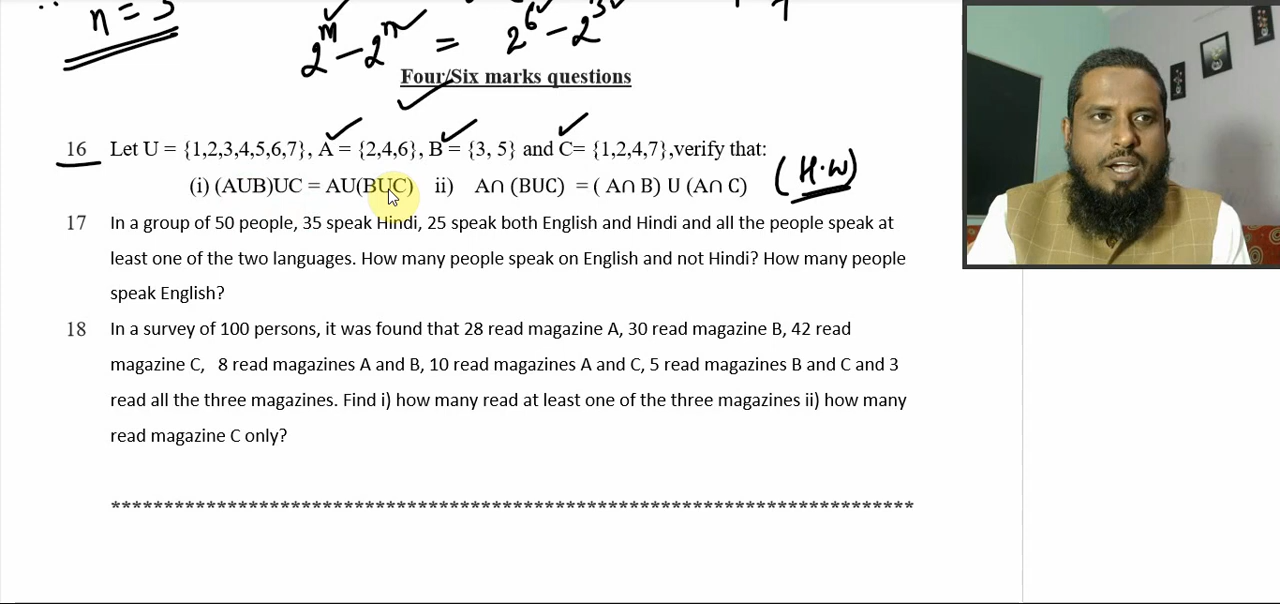 n = 3
2^m - 2^n = 2^6 - 2^3
Four/Six marks questions
16 Let U = {1,2,3,4,5,6,7}, A = {2,4,6}, B = {3, 5} and C= {1,2,4,7},verify that:
(i) (AUB)UC = AU(BUC) ii) A∩ (BUC) = ( A∩ B) U (A∩ C) (H.W)
17 In a group of 50 people, 35 speak Hindi, 25 speak both English and Hindi and all the people speak at
least one of the two languages. How many people speak on English and not Hindi? How many people
speak English?
18 In a survey of 100 persons, it was found that 28 read magazine A, 30 read magazine B, 42 read
magazine C, 8 read magazines A and B, 10 read magazines A and C, 5 read magazines B and C and 3
read all the three magazines. Find i) how many read at least one of the three magazines ii) how many
read magazine C only?
*****************************************************************************